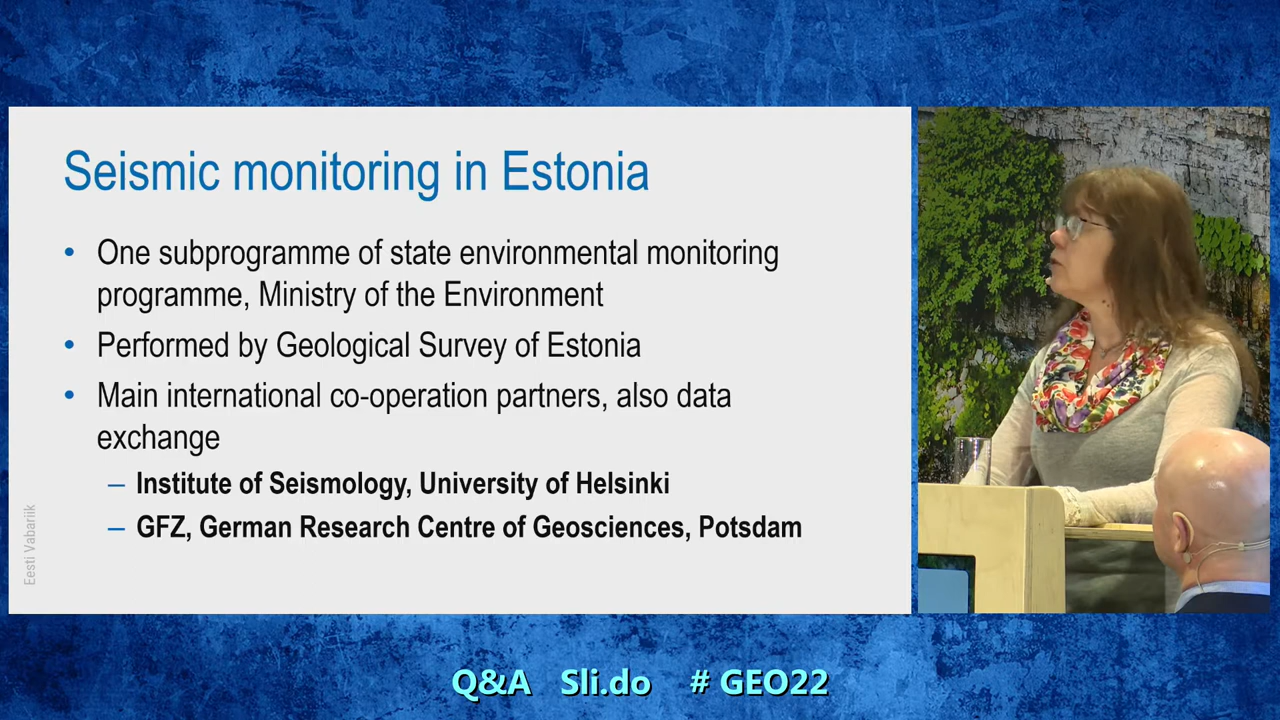 Seismic monitoring in Estonia
• One subprogramme of state environmental monitoring
programme, Ministry of the Environment
• Performed by Geological Survey of Estonia
• Main international co-operation partners, also data
exchange
– Institute of Seismology, University of Helsinki
– GFZ, German Research Centre of Geosciences, Potsdam
Eesti Vabariik
Q&A Sli.do # GEO22